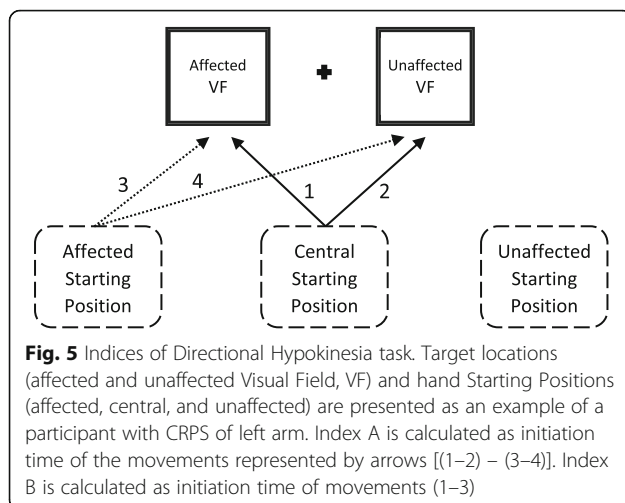 Affected
VF
Unaffected
VF
3
4
1
2
Affected
Starting
Position
Central
Starting
Position
Unaffected
Starting
Position
Fig. 5 Indices of Directional Hypokinesia task. Target locations
(affected and unaffected Visual Field, VF) and hand Starting Positions
(affected, central, and unaffected) are presented as an example of a
participant with CRPS of left arm. Index A is calculated as initiation
time of the movements represented by arrows [(1–2) – (3–4)]. Index
B is calculated as initiation time of movements (1–3)